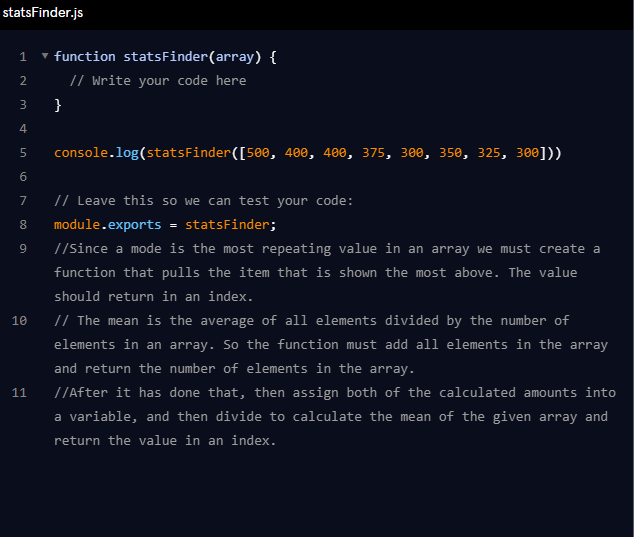 statsFinder.js
1 ▼ function statsFinder(array) {
2 // Write your code here
3 }
4
5 console.log(statsFinder([500, 400, 400, 375, 300, 350, 325, 300]))
6
7 // Leave this so we can test your code:
8 module.exports = statsFinder;
9 //Since a mode is the most repeating value in an array we must create a
function that pulls the item that is shown the most above. The value
should return in an index.
10 // The mean is the average of all elements divided by the number of
elements in an array. So the function must add all elements in the array
and return the number of elements in the array.
11 //After it has done that, then assign both of the calculated amounts into
a variable, and then divide to calculate the mean of the given array and
return the value in an index.